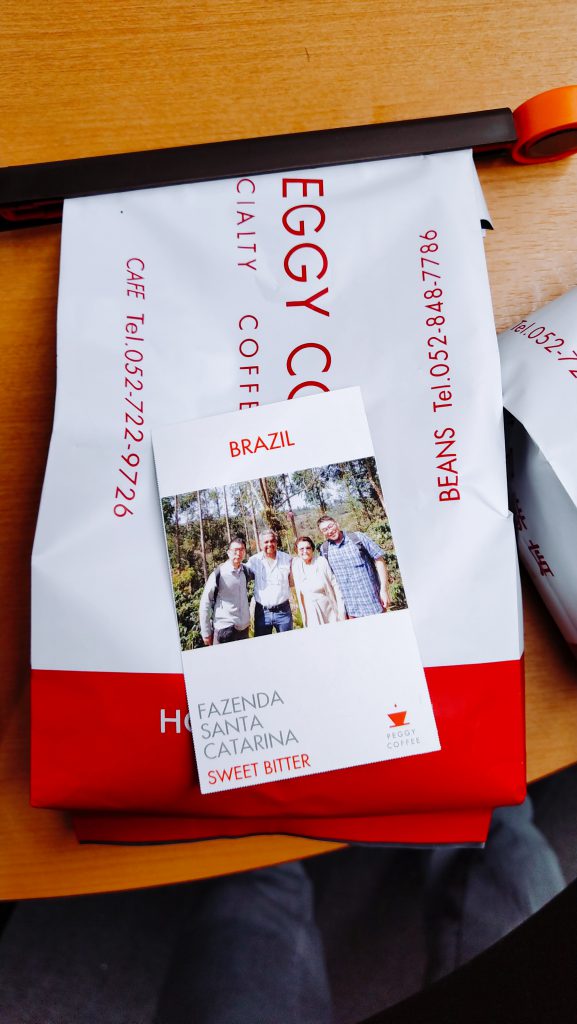 EGGY CO
CIALTY COFFE
CAFE Tel.052-722-9726
BEANS Tel.052-848-7786
BRAZIL
FAZENDA
SANTA
CATARINA
SWEET BITTER
PEGGY
COFFEE
Tel.052-7